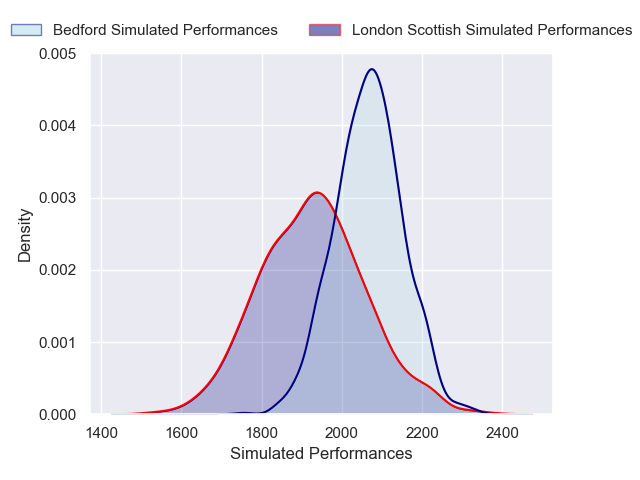 Bedford Simulated Performances London Scottish Simulated Performances
0.005
0.004
0.003
0.002
0.001
0.000
Density
1400 1600 1800 2000 2200 2400
Simulated Performances